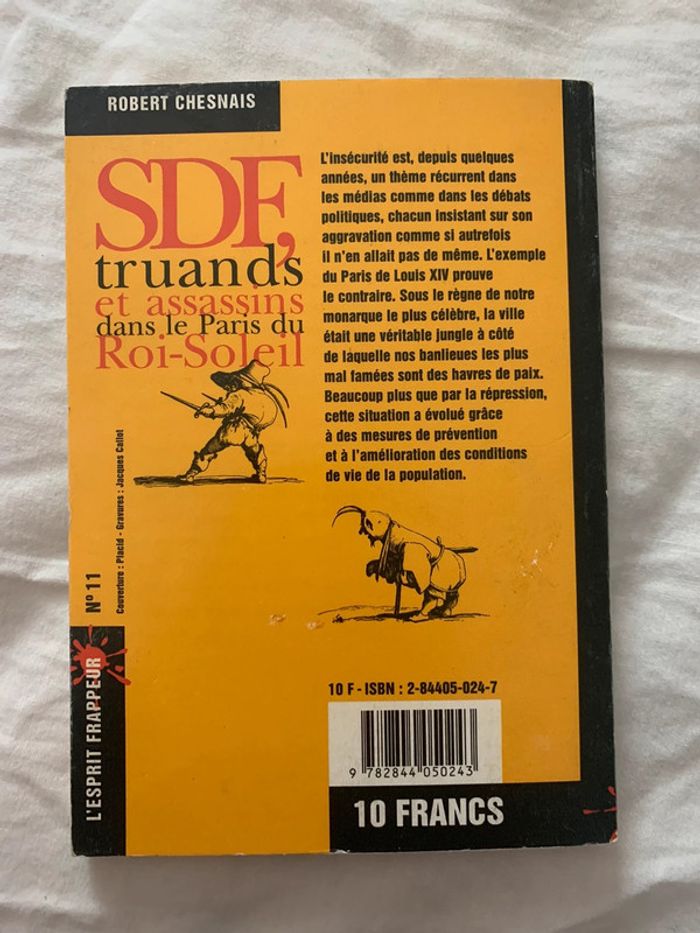 ROBERT CHESNAIS
SDF,
truands
et assassins
dans le Paris du
Roi-Soleil
L'insécurité est, depuis quelques
années, un thème récurrent dans
les médias comme dans les débats
politiques, chacun insistant sur son
aggravation comme si autrefois
il n'en allait pas de même. L'exemple
du Paris de Louis XIV prouve
le contraire. Sous le règne de notre
monarque le plus célèbre, la ville
était une véritable jungle à côté
de laquelle nos banlieues les plus
mal famées sont des havres de paix.
Beaucoup plus que par la répression,
cette situation a évolué grâce
à des mesures de prévention
et à l'amélioration des conditions
de vie de la population.
Couverture : Placid - Gravures : Jacques Callot
N° 11
L'ESPRIT FRAPPEUR
10 F - ISBN : 2-84405-024-7
9 782844 050243
10 FRANCS